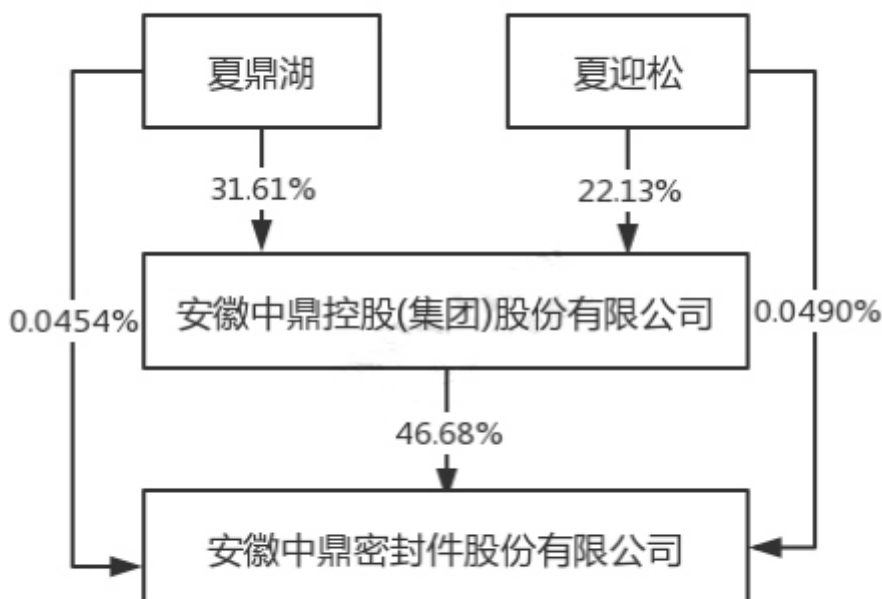 夏鼎湖
夏迎松
31.61%
22.13%
安徽中鼎控股(集团)股份有限公司
0.0454%
0.0490%
46.68%
安徽中鼎密封件股份有限公司